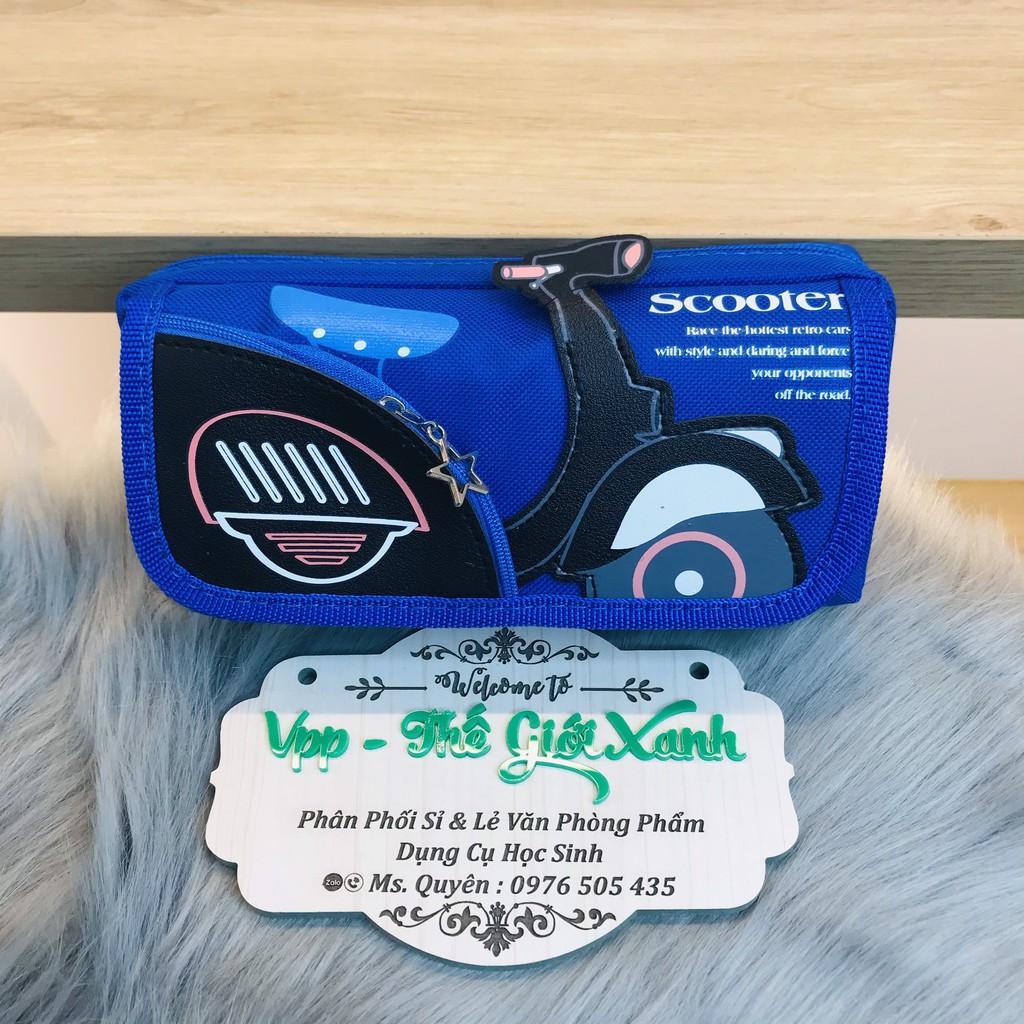 Scooter
Race the hottest retro cars
with style and daring and force
your opponents
off the road.
Welcome to
Vpp - Thế Giới Xanh
Phân Phối Sỉ & Lẻ Văn Phòng Phẩm
Dụng Cụ Học Sinh
Zalo Ms. Quyên : 0976 505 435